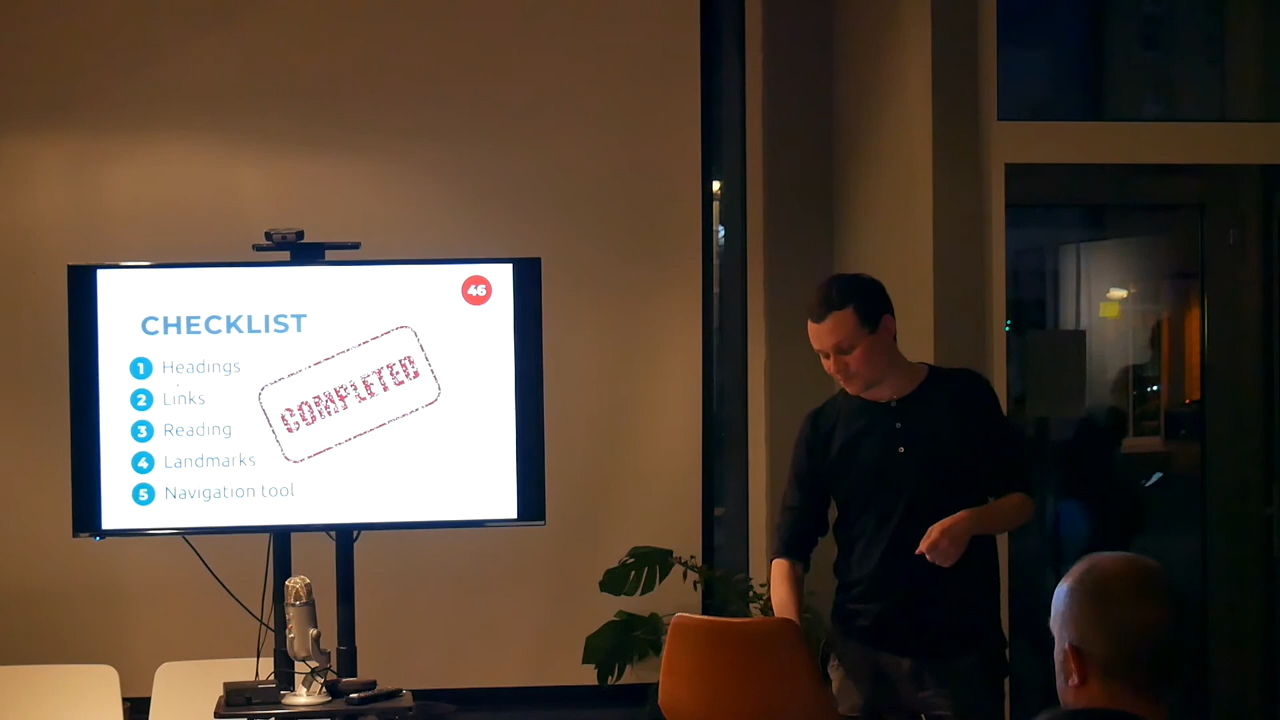 46
CHECKLIST
1 Headings
2 Links
3 Reading
4 Landmarks
5 Navigation tool
COMPLETED